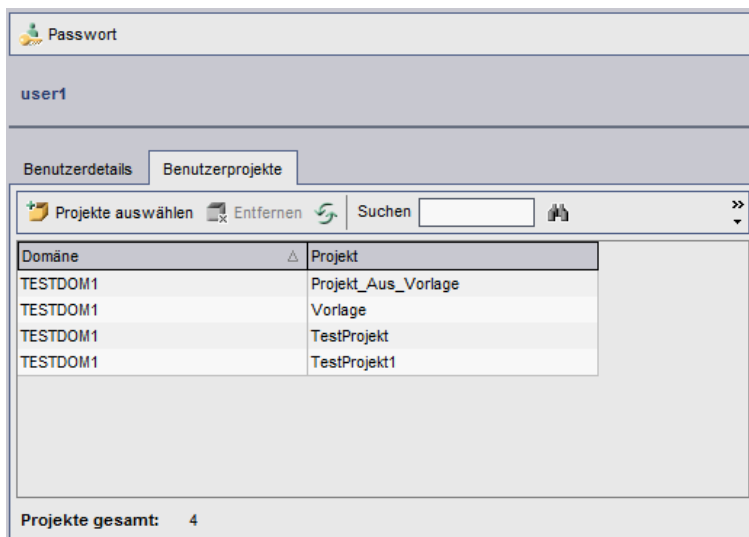 Passwort
user1
Benutzerdetails Benutzerprojekte
Projekte auswählen Entfernen Suchen
Domäne Projekt
TESTDOM1 Projekt_Aus_Vorlage
TESTDOM1 Vorlage
TESTDOM1 TestProjekt
TESTDOM1 TestProjekt1
Projekte gesamt: 4